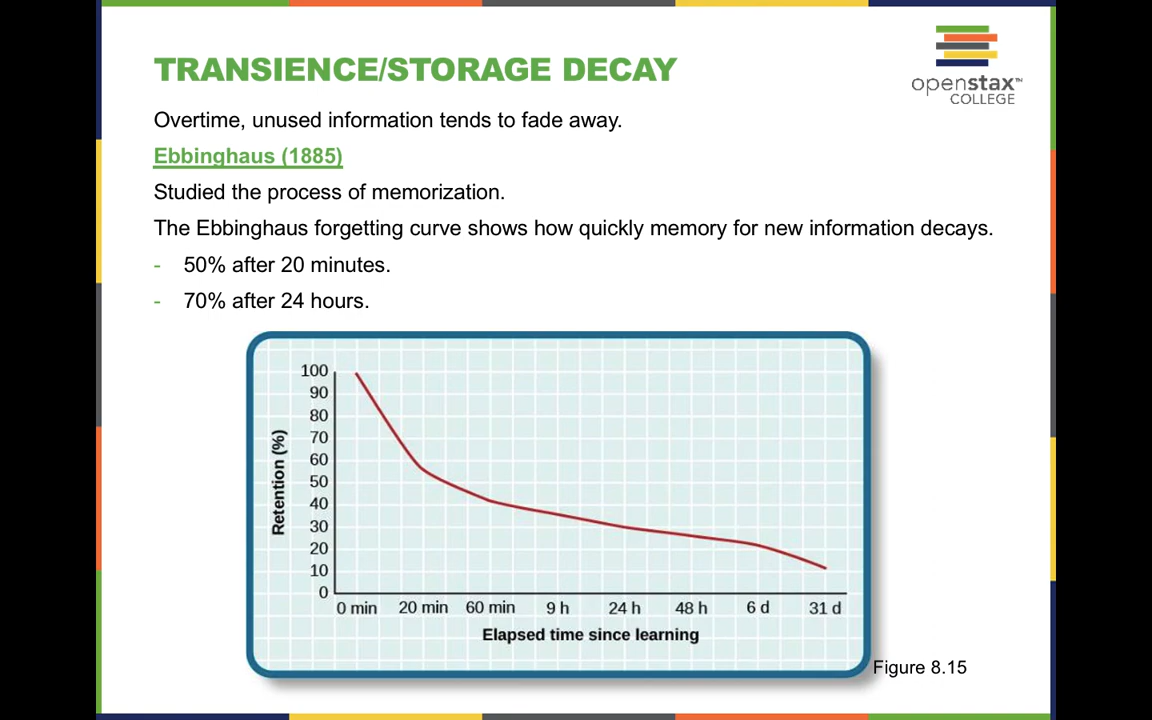 TRANSIENCE/STORAGE DECAY
openstax™
COLLEGE
Overtime, unused information tends to fade away.
Ebbinghaus (1885)
Studied the process of memorization.
The Ebbinghaus forgetting curve shows how quickly memory for new information decays.
- 50% after 20 minutes.
- 70% after 24 hours.
Retention (%)
100
90
80
70
60
50
40
30
20
10
0
0 min 20 min 60 min 9 h 24 h 48 h 6 d 31 d
Elapsed time since learning
Figure 8.15